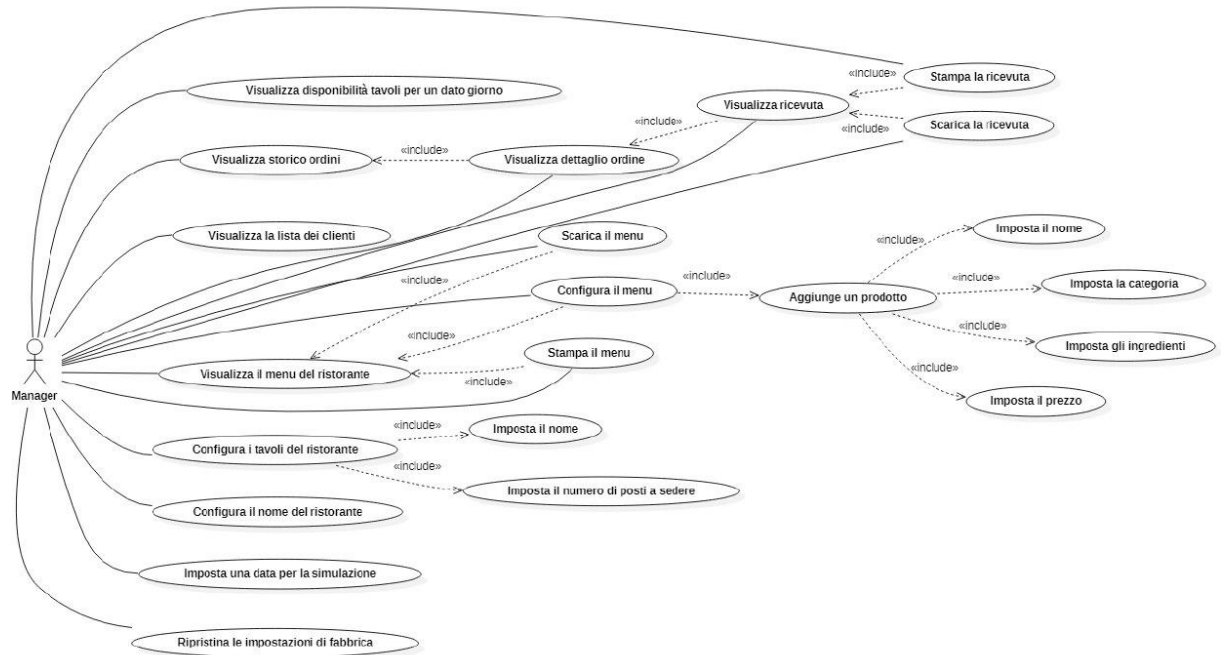 «include»
Stampa la ricevuta
Visualizza disponibilità tavoli per un dato giorno
Visualizza ricevuta
«include»
Scarica la ricevuta
«include»
Visualizza storico ordini
«include»
Visualizza dettaglio ordine
Visualizza la lista dei clienti
Scarica il menu
«include»
Imposta il nome
«include»
Configura il menu
«include»
Aggiunge un prodotto
«include»
Imposta la categoria
«include»
Stampa il menu
«include»
Imposta gli ingredienti
Visualizza il menu del ristorante
«include»
«include»
Imposta il prezzo
Manager
Configura i tavoli del ristorante
«include»
Imposta il nome
«include»
Imposta il numero di posti a sedere
Configura il nome del ristorante
Imposta una data per la simulazione
Ripristina le impostazioni di fabbrica